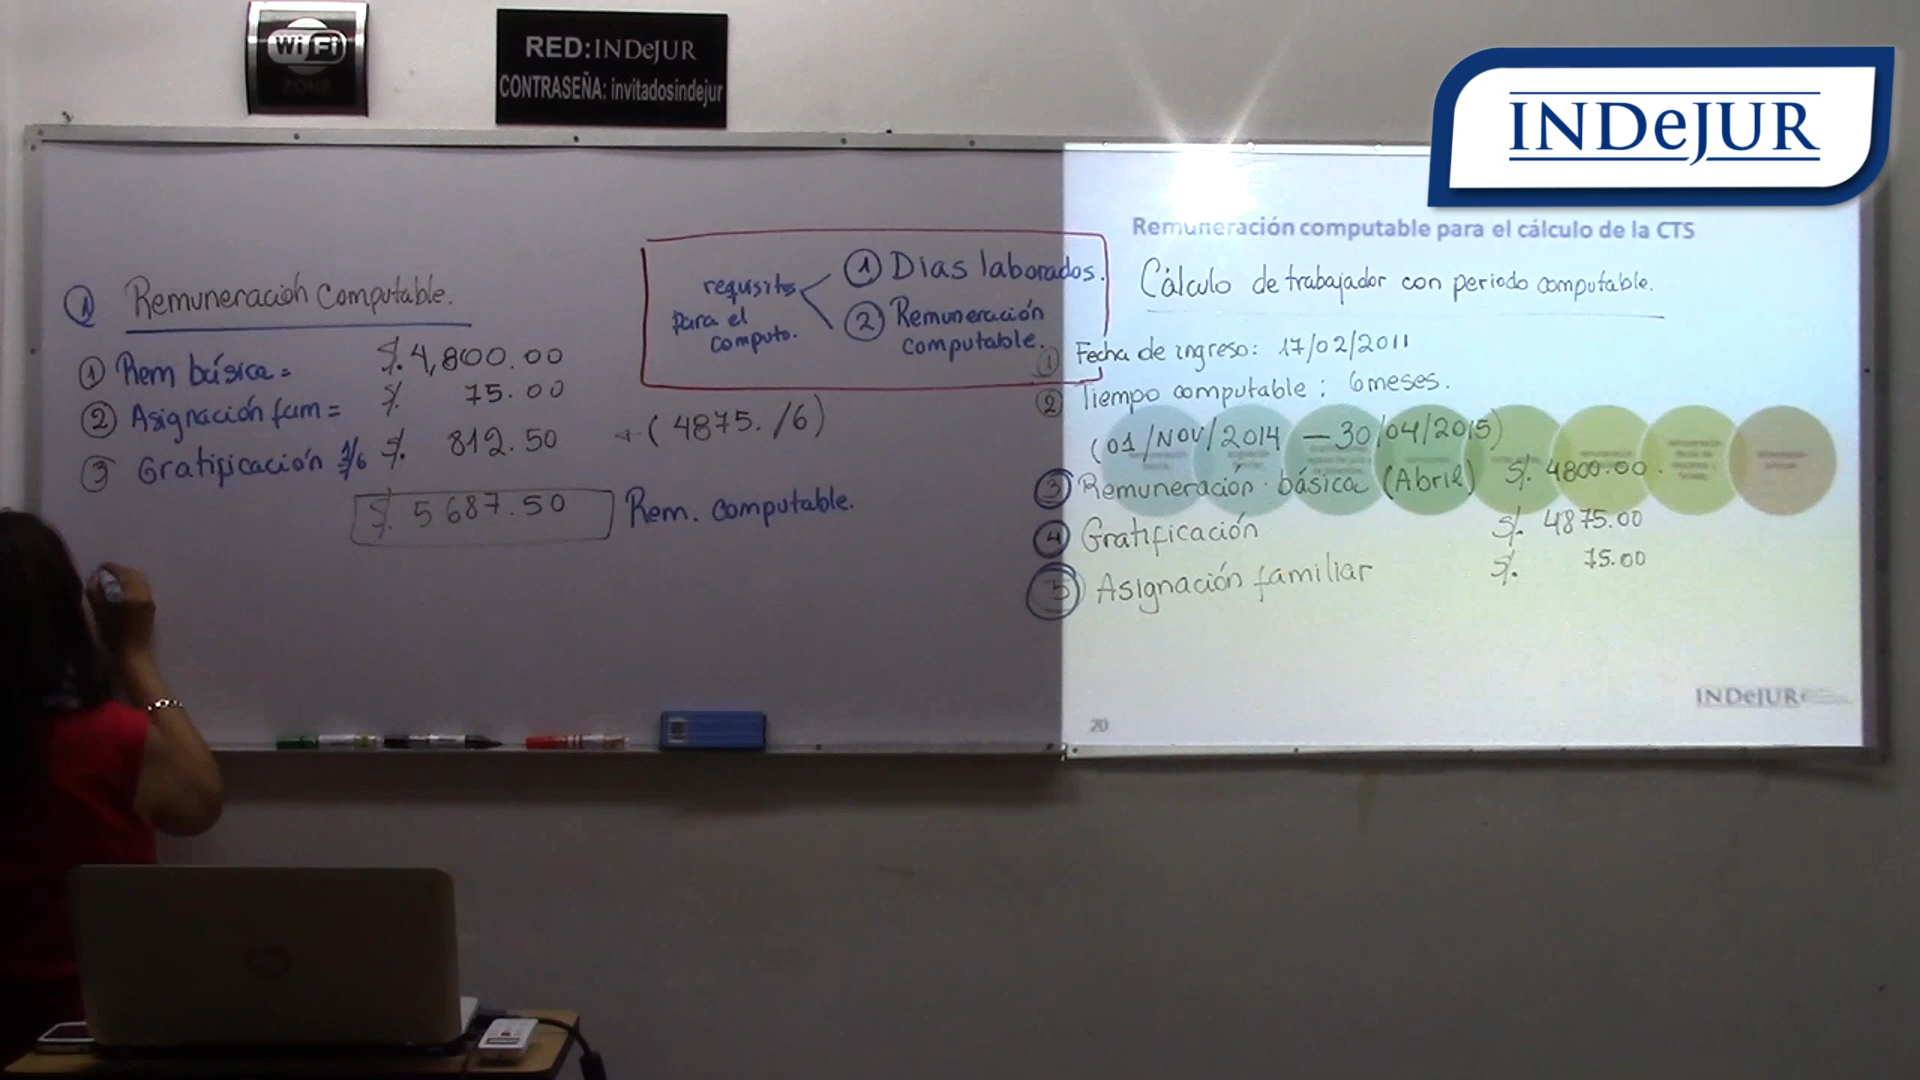 WiFi
ZONE
RED: INDeJUR
CONTRASEÑA: invitadosindejur
INDeJUR
1 Remuneración Computable.
1 Rem básica = S/. 4,800.00
2 Asignación fam = S/. 75.00
3 Gratificación 1/6 S/. 812.50 ← (4875. /6)
S/. 5687.50 Rem. computable.
requisitos
para el
computo.
1 Dias laborados.
2 Remuneración
computable.
Remuneración computable para el cálculo de la CTS
Cálculo de trabajador con periodo computable.
1 Fecha de ingreso: 17/02/2011
2 Tiempo computable: 6 meses.
(01/NOV/2014 — 30/04/2015)
3 Remuneración básica (Abril) S/. 4800.00.
4 Gratificación S/. 4875.00
5 Asignación familiar S/. 75.00
INDeJUR
20